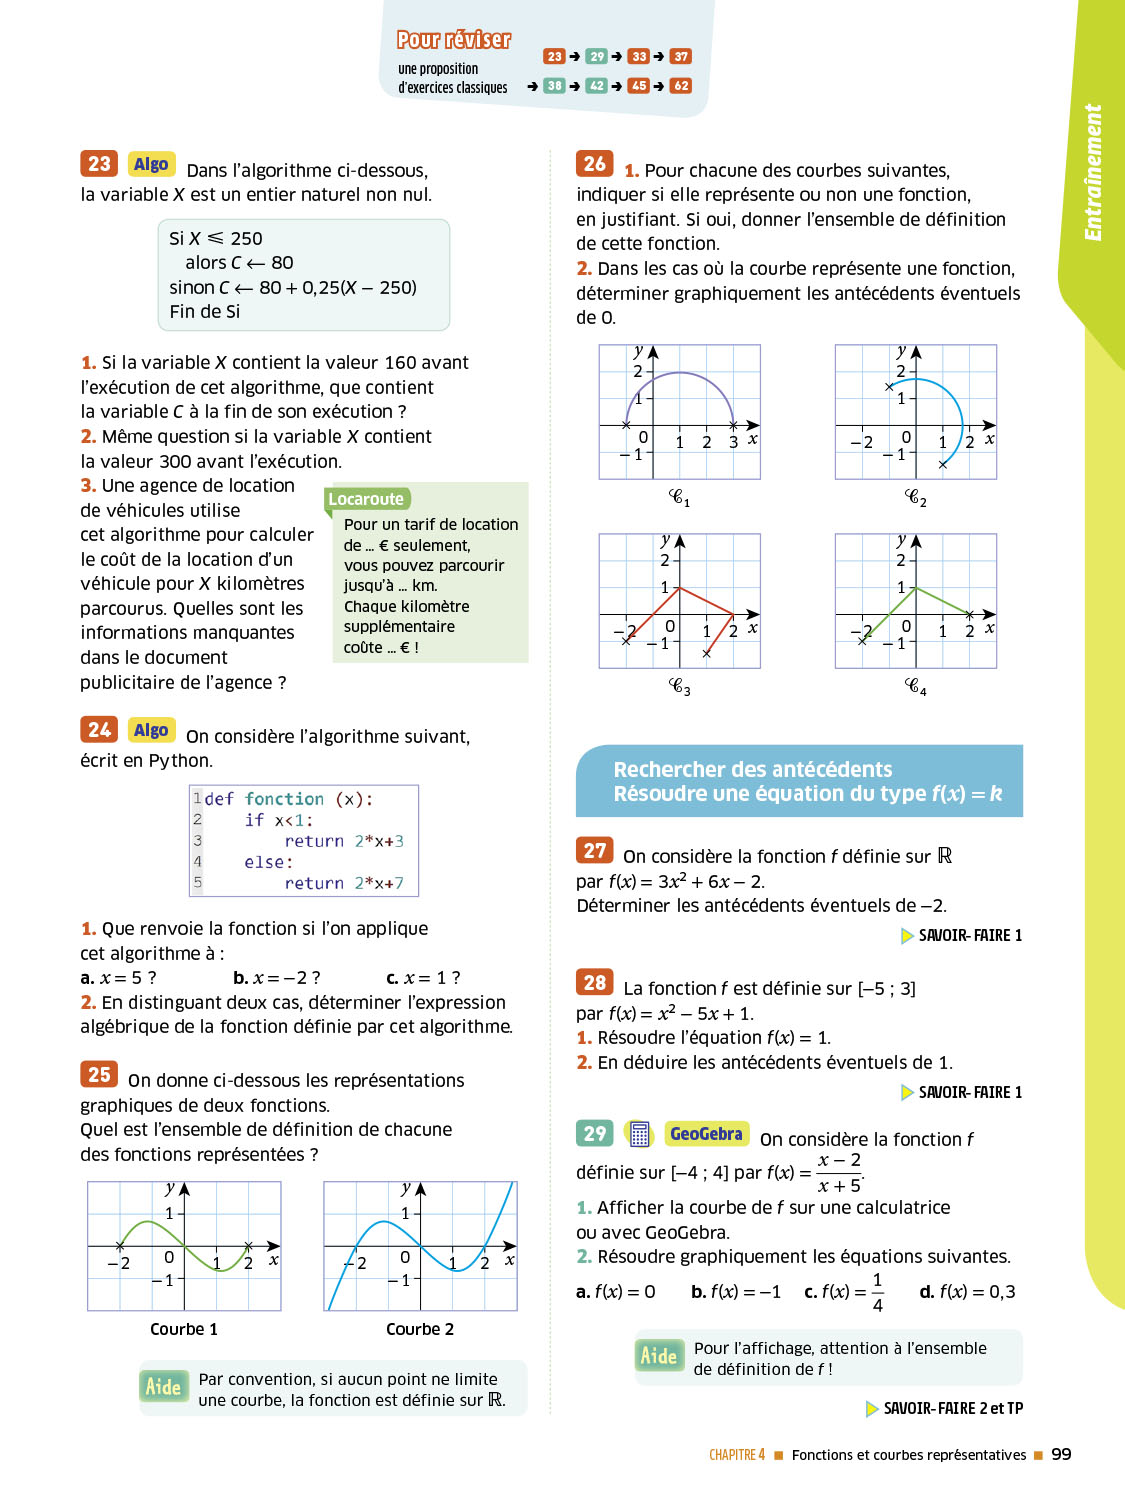 Pour réviser
une proposition
d'exercices classiques
23 ➔ 29 ➔ 33 ➔ 37
➔ 38 ➔ 42 ➔ 45 ➔ 62
Entraînement
23 Algo Dans l'algorithme ci-dessous,
la variable X est un entier naturel non nul.
Si X ⩽ 250
alors C ← 80
sinon C ← 80 + 0,25(X − 250)
Fin de Si
1. Si la variable X contient la valeur 160 avant
l'exécution de cet algorithme, que contient
la variable C à la fin de son exécution ?
2. Même question si la variable X contient
la valeur 300 avant l'exécution.
3. Une agence de location
de véhicules utilise
cet algorithme pour calculer
le coût de la location d'un
véhicule pour X kilomètres
parcourus. Quelles sont les
informations manquantes
dans le document
publicitaire de l'agence ?
Locaroute
Pour un tarif de location
de ... € seulement,
vous pouvez parcourir
jusqu'à ... km.
Chaque kilomètre
supplémentaire
coûte ... € !
24 Algo On considère l'algorithme suivant,
écrit en Python.
1 def fonction (x):
2 if x<1:
3 return 2*x+3
4 else:
5 return 2*x+7
1. Que renvoie la fonction si l'on applique
cet algorithme à :
a. x = 5 ? b. x = −2 ? c. x = 1 ?
2. En distinguant deux cas, déterminer l'expression
algébrique de la fonction définie par cet algorithme.
25 On donne ci-dessous les représentations
graphiques de deux fonctions.
Quel est l'ensemble de définition de chacune
des fonctions représentées ?
y
1
−2 0 1 2 x
−1
Courbe 1
y
1
−2 0 1 2 x
−1
Courbe 2
Aide Par convention, si aucun point ne limite
une courbe, la fonction est définie sur ℝ.
26 1. Pour chacune des courbes suivantes,
indiquer si elle représente ou non une fonction,
en justifiant. Si oui, donner l'ensemble de définition
de cette fonction.
2. Dans les cas où la courbe représente une fonction,
déterminer graphiquement les antécédents éventuels
de 0.
y
2
1
0 1 2 3 x
−1
𝒞1
y
2
1
−2 0 1 2 x
−1
𝒞2
y
2
1
−2 0 1 2 x
−1
𝒞3
y
2
1
−2 0 1 2 x
−1
𝒞4
Rechercher des antécédents
Résoudre une équation du type f(x) = k
27 On considère la fonction f définie sur ℝ
par f(x) = 3x² + 6x − 2.
Déterminer les antécédents éventuels de −2.
SAVOIR-FAIRE 1
28 La fonction f est définie sur [−5 ; 3]
par f(x) = x² − 5x + 1.
1. Résoudre l'équation f(x) = 1.
2. En déduire les antécédents éventuels de 1.
SAVOIR-FAIRE 1
29 GeoGebra On considère la fonction f
définie sur [−4 ; 4] par f(x) = (x − 2)/(x + 5).
1. Afficher la courbe de f sur une calculatrice
ou avec GeoGebra.
2. Résoudre graphiquement les équations suivantes.
a. f(x) = 0 b. f(x) = −1 c. f(x) = 1/4 d. f(x) = 0,3
Aide Pour l'affichage, attention à l'ensemble
de définition de f !
SAVOIR-FAIRE 2 et TP
CHAPITRE 4 ■ Fonctions et courbes représentatives ■ 99